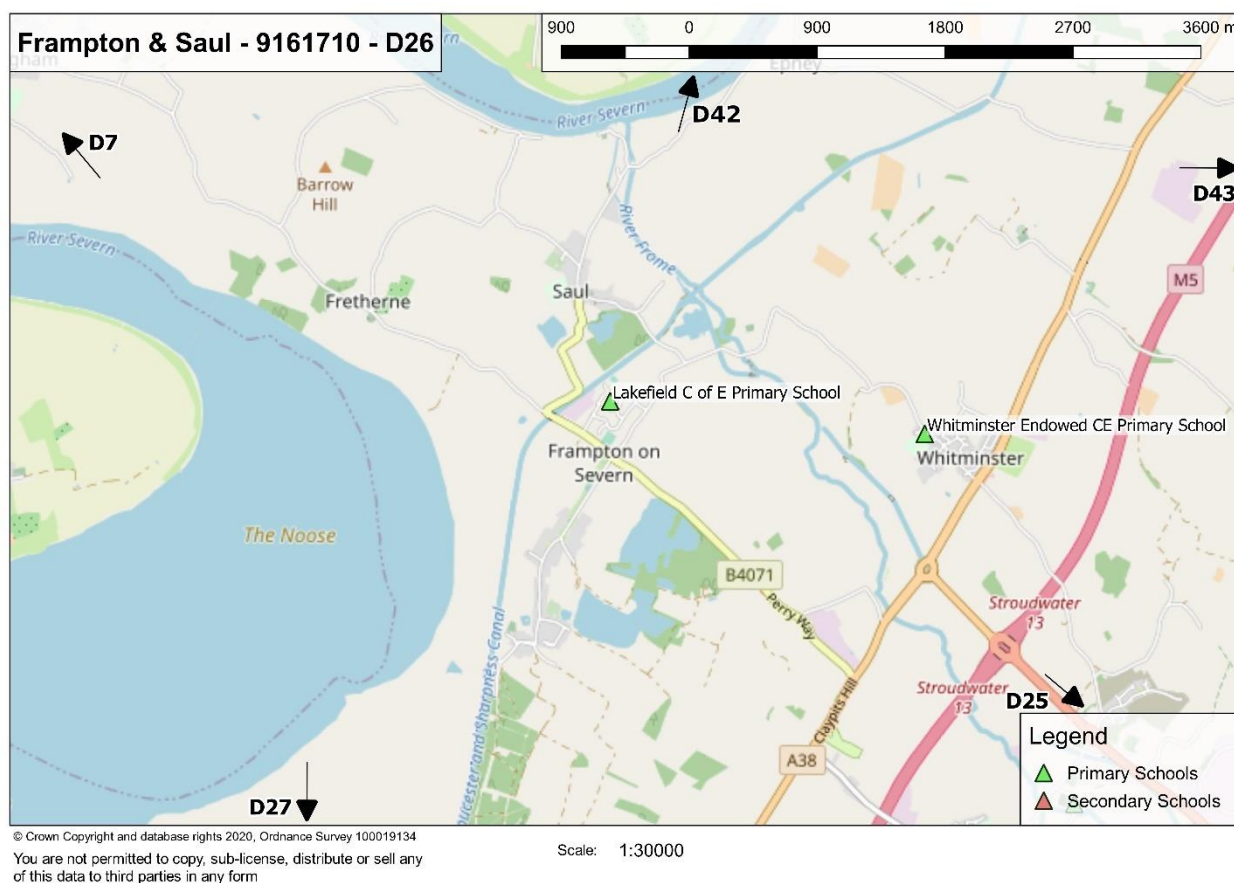 Frampton & Saul - 9161710 - D26
900 0 900 1800 2700 3600 m
gham
River Severn
Epney
D42
D7
D43
Barrow
Hill
River Severn
River Frome
M5
Saul
Fretherne
Lakefield C of E Primary School
Whitminster Endowed CE Primary School
Frampton on
Severn
Whitminster
The Noose
B4071
Perry Way
Stroudwater
13
Stroudwater
13
D25
Claypits Hill
A38
oucester and Sharpness Canal
D27
Legend
Primary Schools
Secondary Schools
© Crown Copyright and database rights 2020, Ordnance Survey 100019134
You are not permitted to copy, sub-license, distribute or sell any
of this data to third parties in any form
Scale: 1:30000